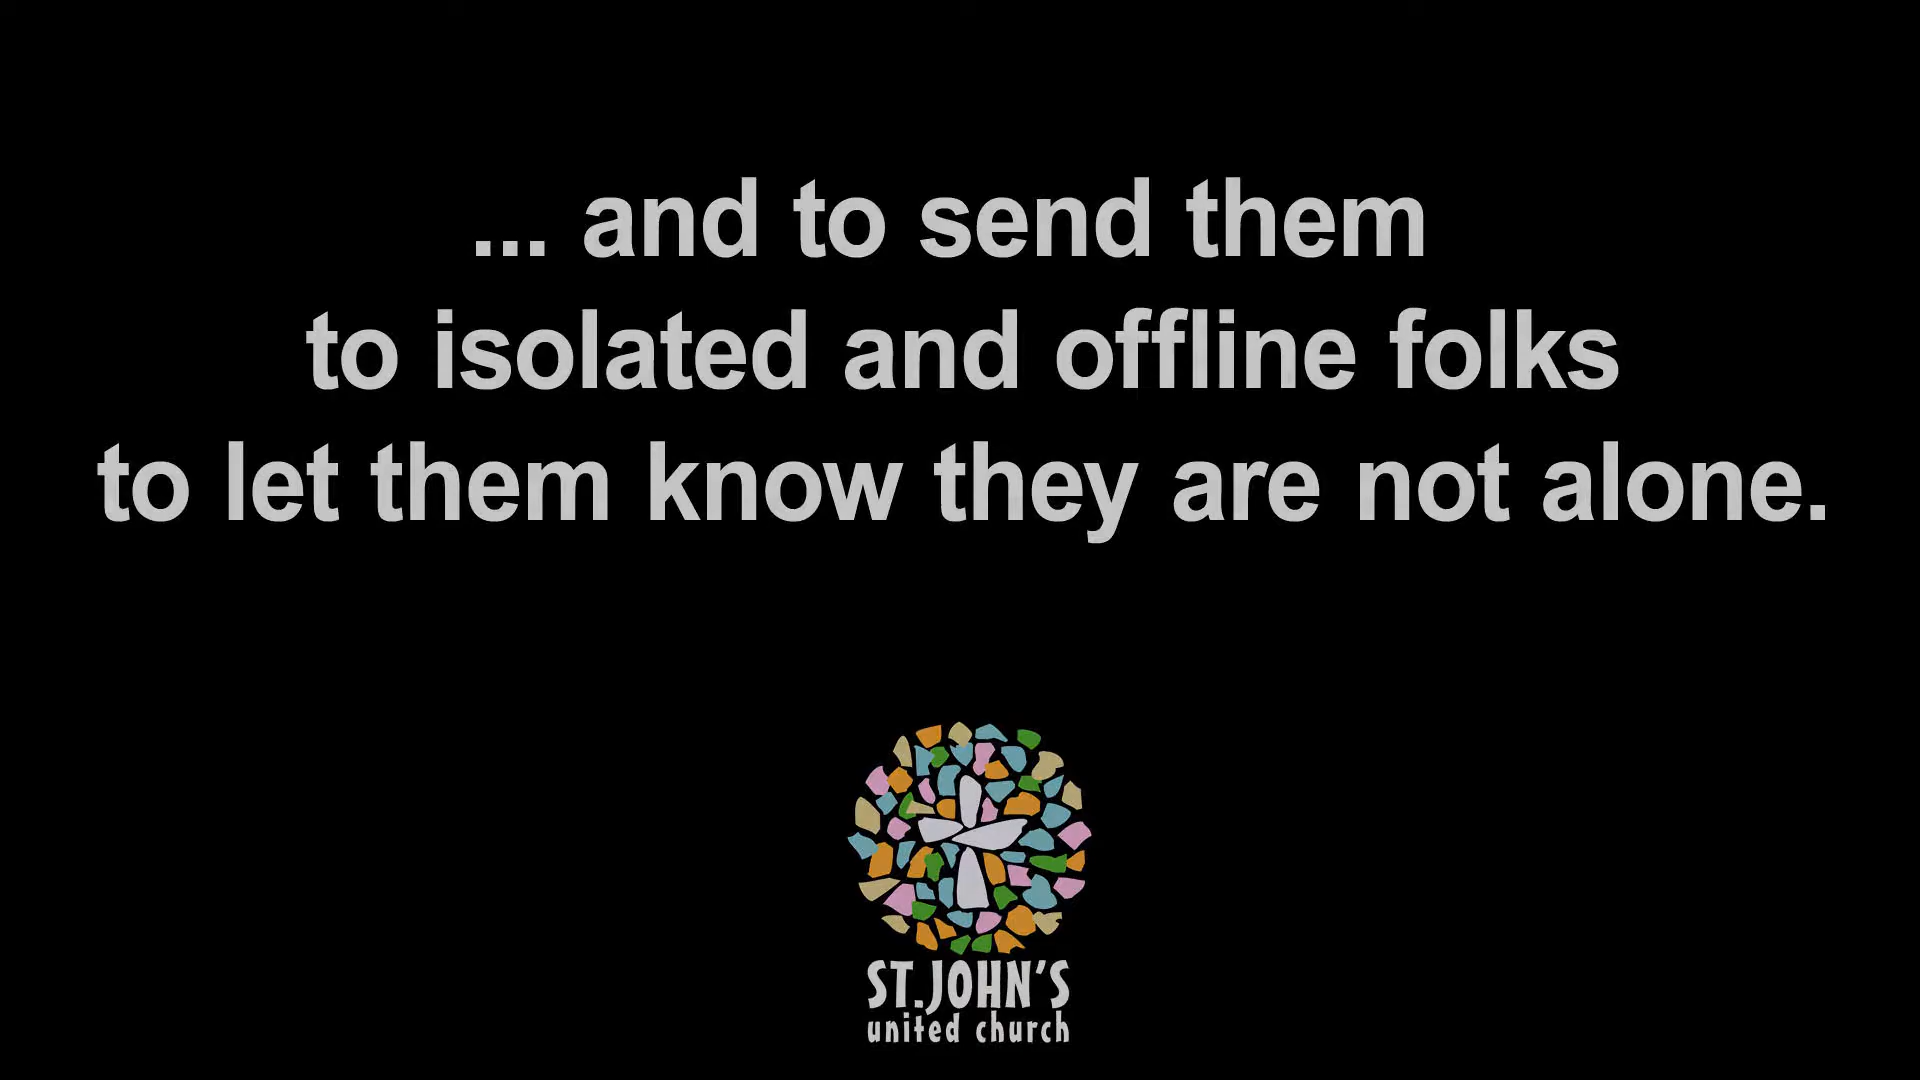 ... and to send them
to isolated and offline folks
to let them know they are not alone.
ST.JOHN'S
united church